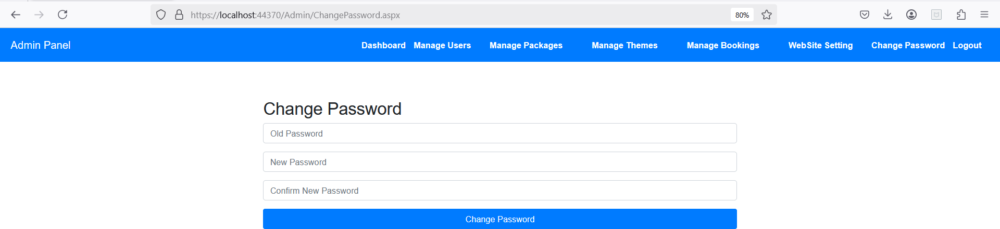 https://localhost:44370/Admin/ChangePassword.aspx 80%
Admin Panel Dashboard Manage Users Manage Packages Manage Themes Manage Bookings WebSite Setting Change Password Logout
Change Password
Old Password
New Password
Confirm New Password
Change Password